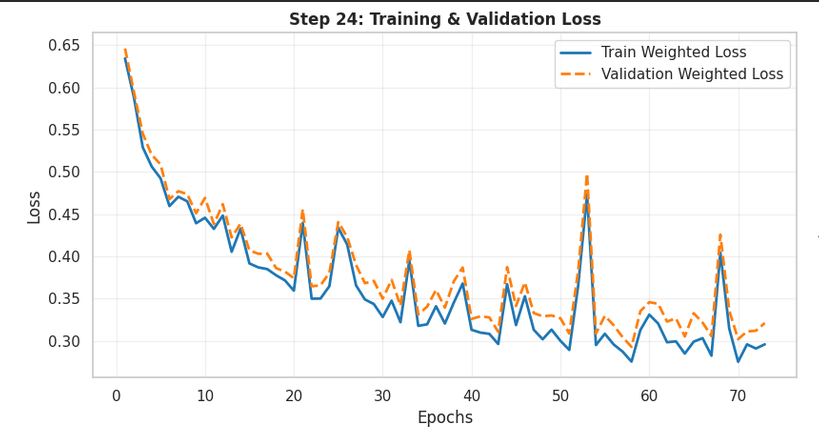 Step 24: Training & Validation Loss
Train Weighted Loss
Validation Weighted Loss
0.65
0.60
0.55
0.50
0.45
0.40
0.35
0.30
Loss
0 10 20 30 40 50 60 70
Epochs